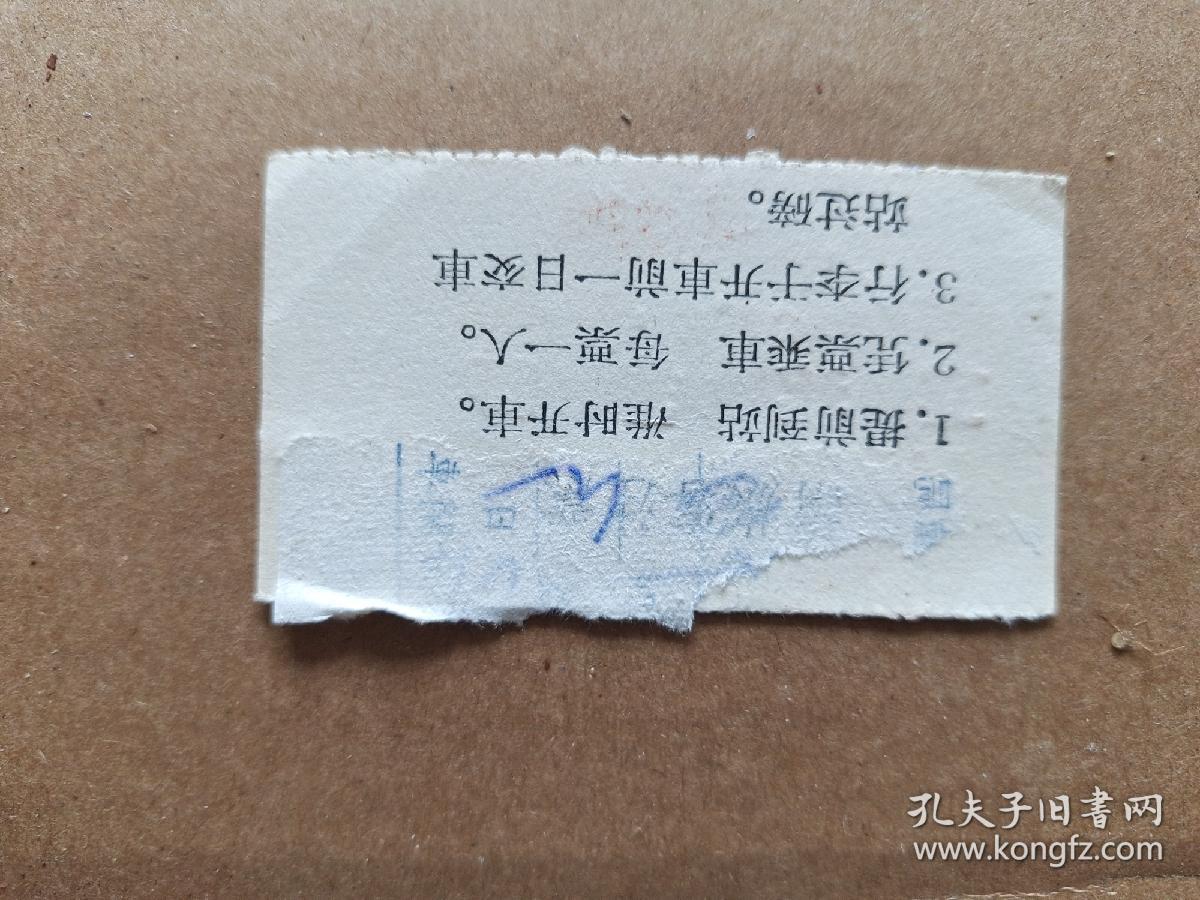 1.提前到站 准时开車。
2.凭票乘車 每票一人。
3.行李于开車前一日交車
站过磅。
孔夫子旧書网
www.kongfz.com